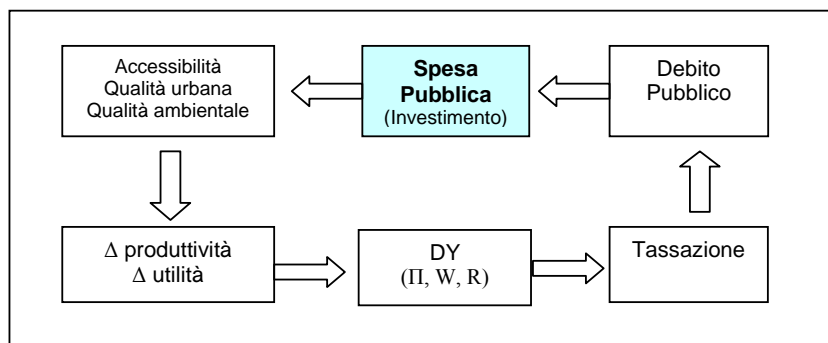 Accessibilità
Qualità urbana
Qualità ambientale
Spesa
Pubblica
(Investimento)
Debito
Pubblico
Δ produttività
Δ utilità
DY
(Π, W, R)
Tassazione